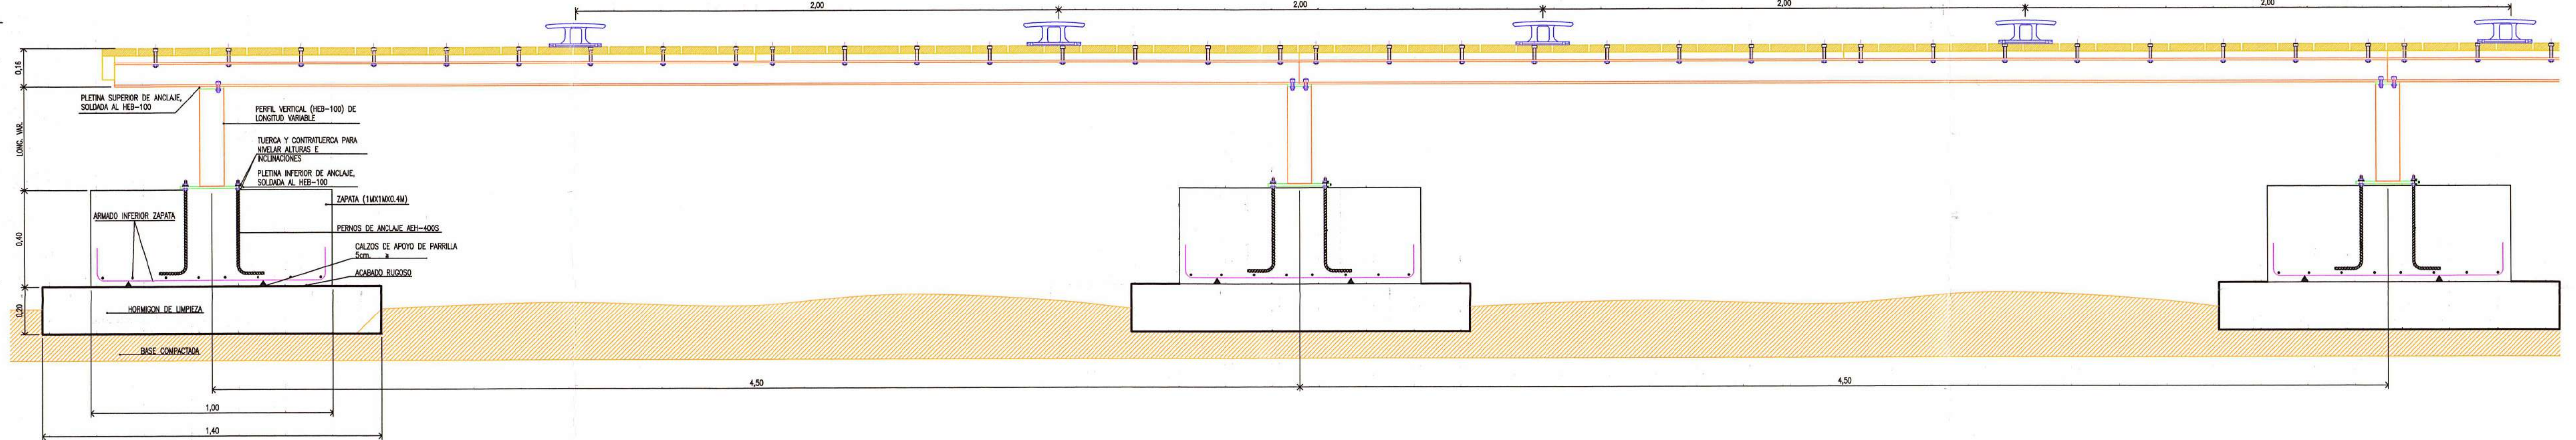 2,00
2,00
2,00
2,00
0,16
PLETINA SUPERIOR DE ANCLAJE,
SOLDADA AL HEB-100
PERFIL VERTICAL (HEB-100) DE
LONGITUD VARIABLE
LONG. VAR.
TUERCA Y CONTRATUERCA PARA
NIVELAR ALTURAS E
INCLINACIONES
PLETINA INFERIOR DE ANCLAJE,
SOLDADA AL HEB-100
ZAPATA (1MX1MX0.4M)
ARMADO INFERIOR ZAPATA
PERNOS DE ANCLAJE AEH-400S
0,40
CALZOS DE APOYO DE PARRILLA
5cm.
ACABADO RUGOSO
0,20
HORMIGON DE LIMPIEZA
BASE COMPACTADA
4,50
4,50
1,00
1,40